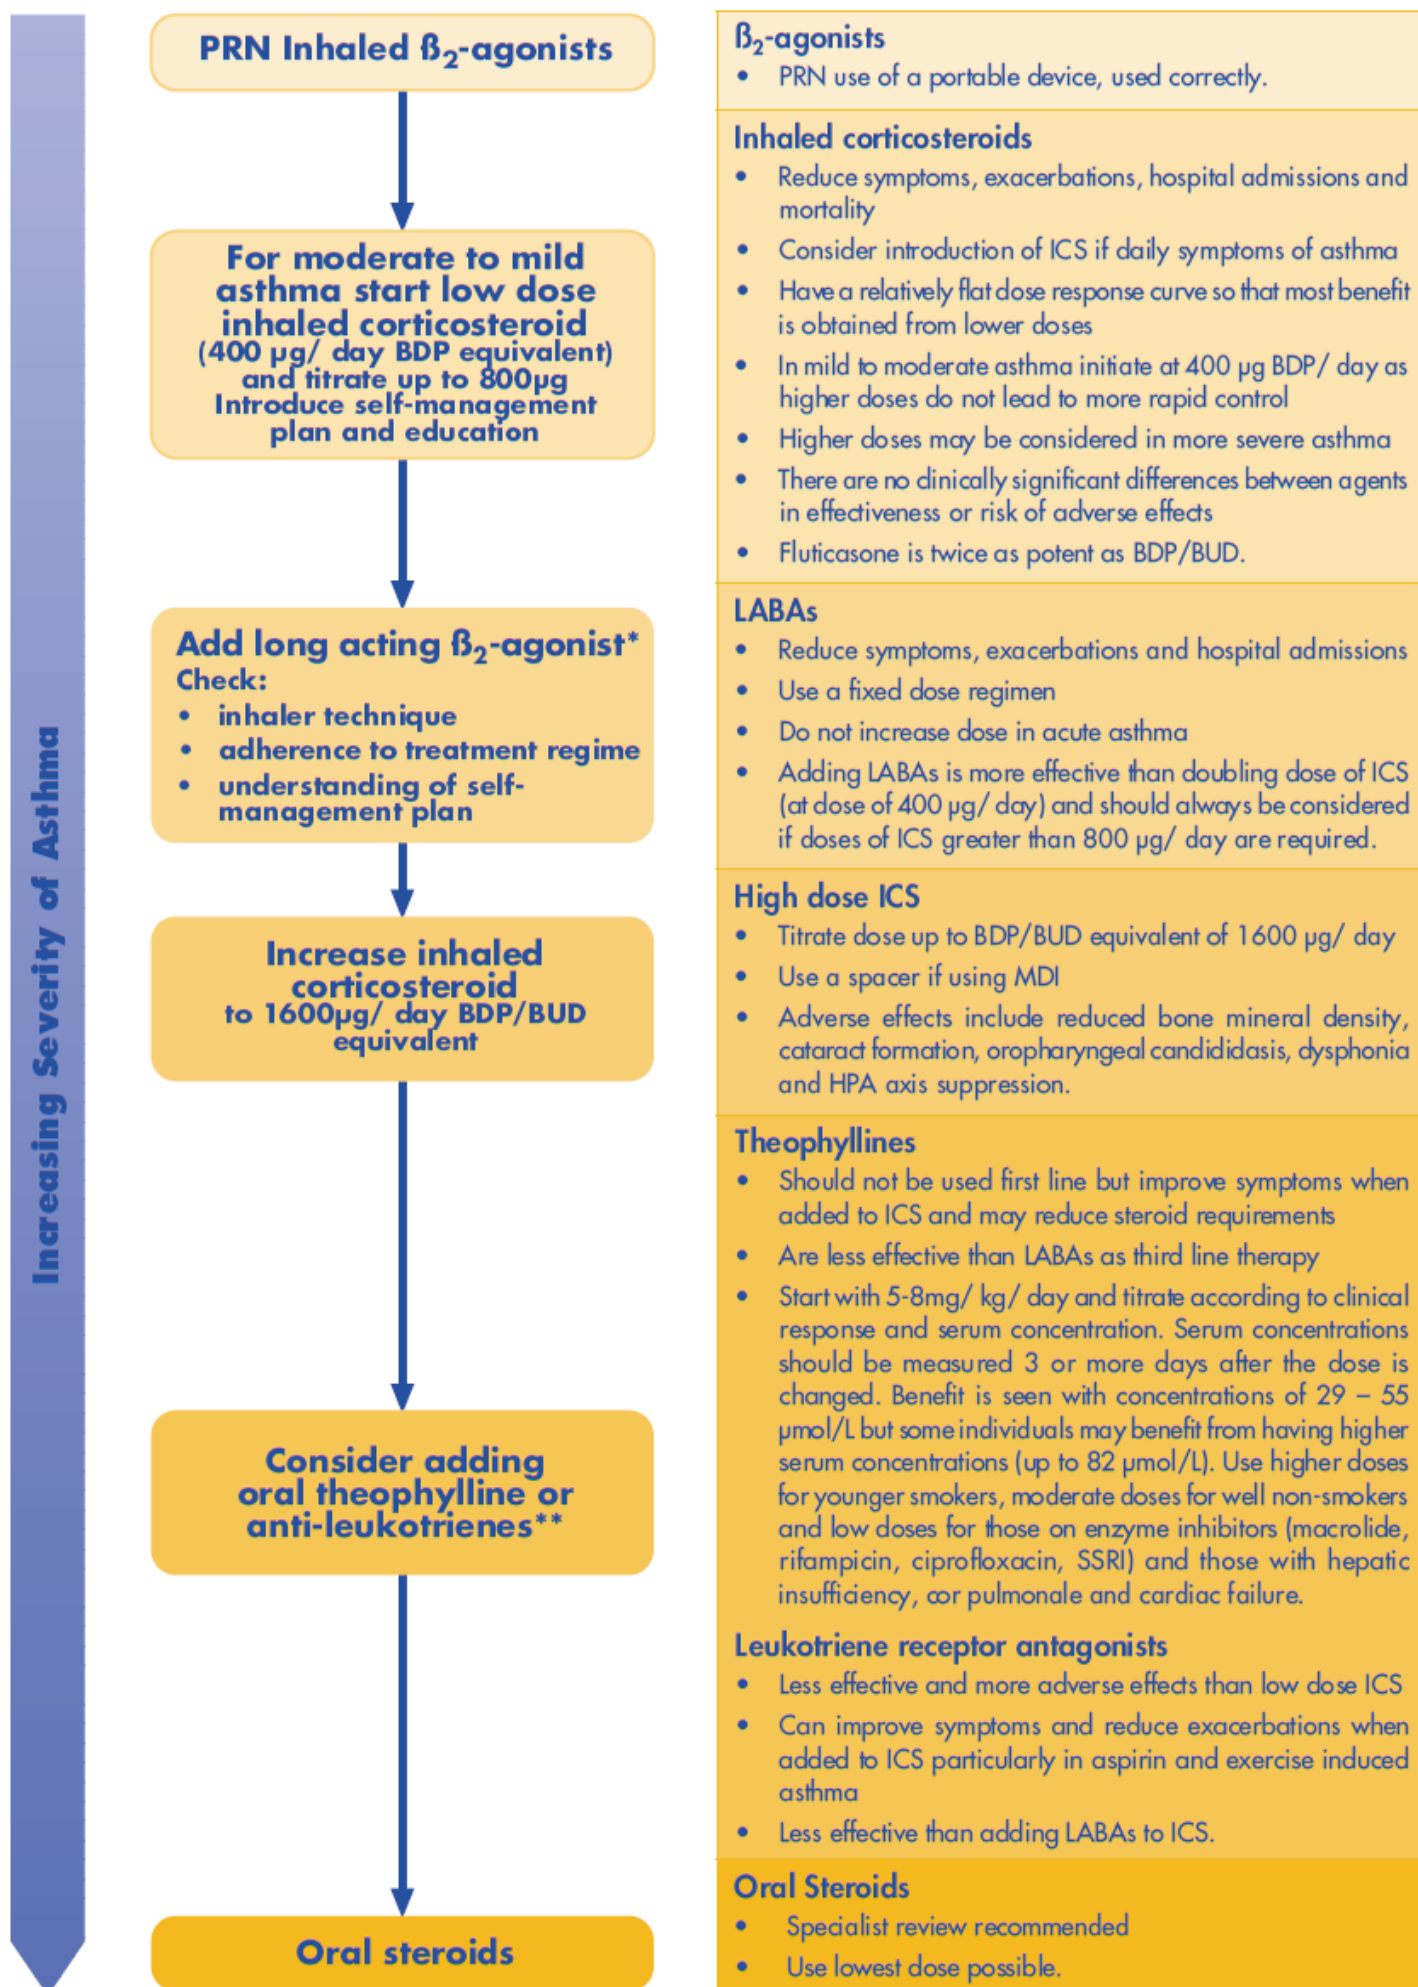 Increasing Severity of Asthma
PRN Inhaled ß₂-agonists
For moderate to mild
asthma start low dose
inhaled corticosteroid
(400 µg/ day BDP equivalent)
and titrate up to 800µg
Introduce self-management
plan and education
Add long acting ß₂-agonist*
Check:
• inhaler technique
• adherence to treatment regime
• understanding of self-
management plan
Increase inhaled
corticosteroid
to 1600µg/ day BDP/BUD
equivalent
Consider adding
oral theophylline or
anti-leukotrienes**
Oral steroids
ß₂-agonists
• PRN use of a portable device, used correctly.
Inhaled corticosteroids
• Reduce symptoms, exacerbations, hospital admissions and
mortality
• Consider introduction of ICS if daily symptoms of asthma
• Have a relatively flat dose response curve so that most benefit
is obtained from lower doses
• In mild to moderate asthma initiate at 400 µg BDP/ day as
higher doses do not lead to more rapid control
• Higher doses may be considered in more severe asthma
• There are no clinically significant differences between agents
in effectiveness or risk of adverse effects
• Fluticasone is twice as potent as BDP/BUD.
LABAs
• Reduce symptoms, exacerbations and hospital admissions
• Use a fixed dose regimen
• Do not increase dose in acute asthma
• Adding LABAs is more effective than doubling dose of ICS
(at dose of 400 µg/ day) and should always be considered
if doses of ICS greater than 800 µg/ day are required.
High dose ICS
• Titrate dose up to BDP/BUD equivalent of 1600 µg/ day
• Use a spacer if using MDI
• Adverse effects include reduced bone mineral density,
cataract formation, oropharyngeal candididasis, dysphonia
and HPA axis suppression.
Theophyllines
• Should not be used first line but improve symptoms when
added to ICS and may reduce steroid requirements
• Are less effective than LABAs as third line therapy
• Start with 5-8mg/ kg/ day and titrate according to clinical
response and serum concentration. Serum concentrations
should be measured 3 or more days after the dose is
changed. Benefit is seen with concentrations of 29 – 55
µmol/L but some individuals may benefit from having higher
serum concentrations (up to 82 µmol/L). Use higher doses
for younger smokers, moderate doses for well non-smokers
and low doses for those on enzyme inhibitors (macrolide,
rifampicin, ciprofloxacin, SSRI) and those with hepatic
insufficiency, cor pulmonale and cardiac failure.
Leukotriene receptor antagonists
• Less effective and more adverse effects than low dose ICS
• Can improve symptoms and reduce exacerbations when
added to ICS particularly in aspirin and exercise induced
asthma
• Less effective than adding LABAs to ICS.
Oral Steroids
• Specialist review recommended
• Use lowest dose possible.